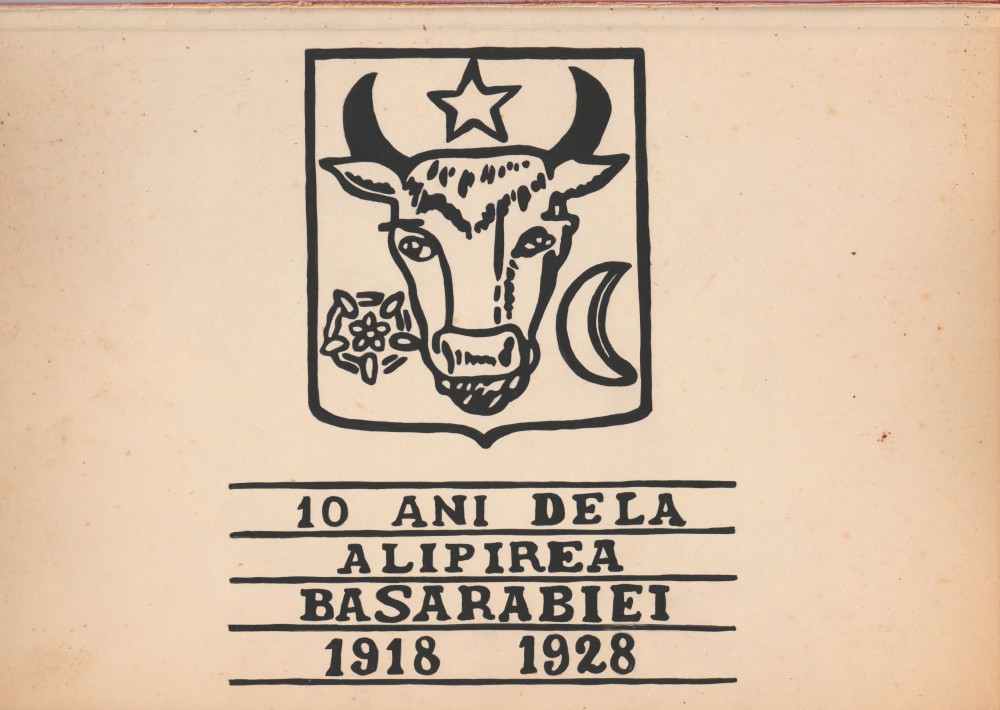 10 ANI DELA
ALIPIREA
BASARABIEI
1918 1928